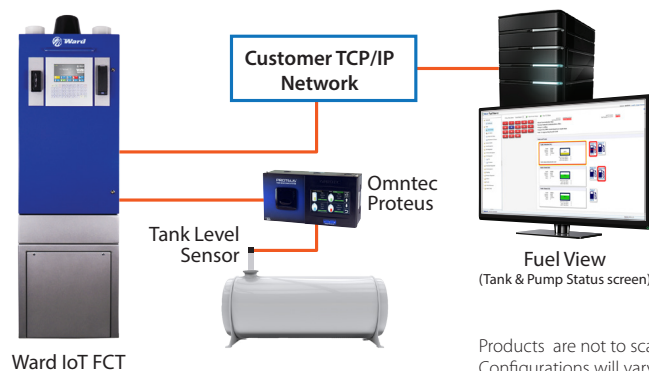 Ward
Customer TCP/IP
Network
Omntec
Proteus
Tank Level
Sensor
Fuel View
(Tank & Pump Status screen)
Ward IoT FCT
Products are not to
Configurations will vary